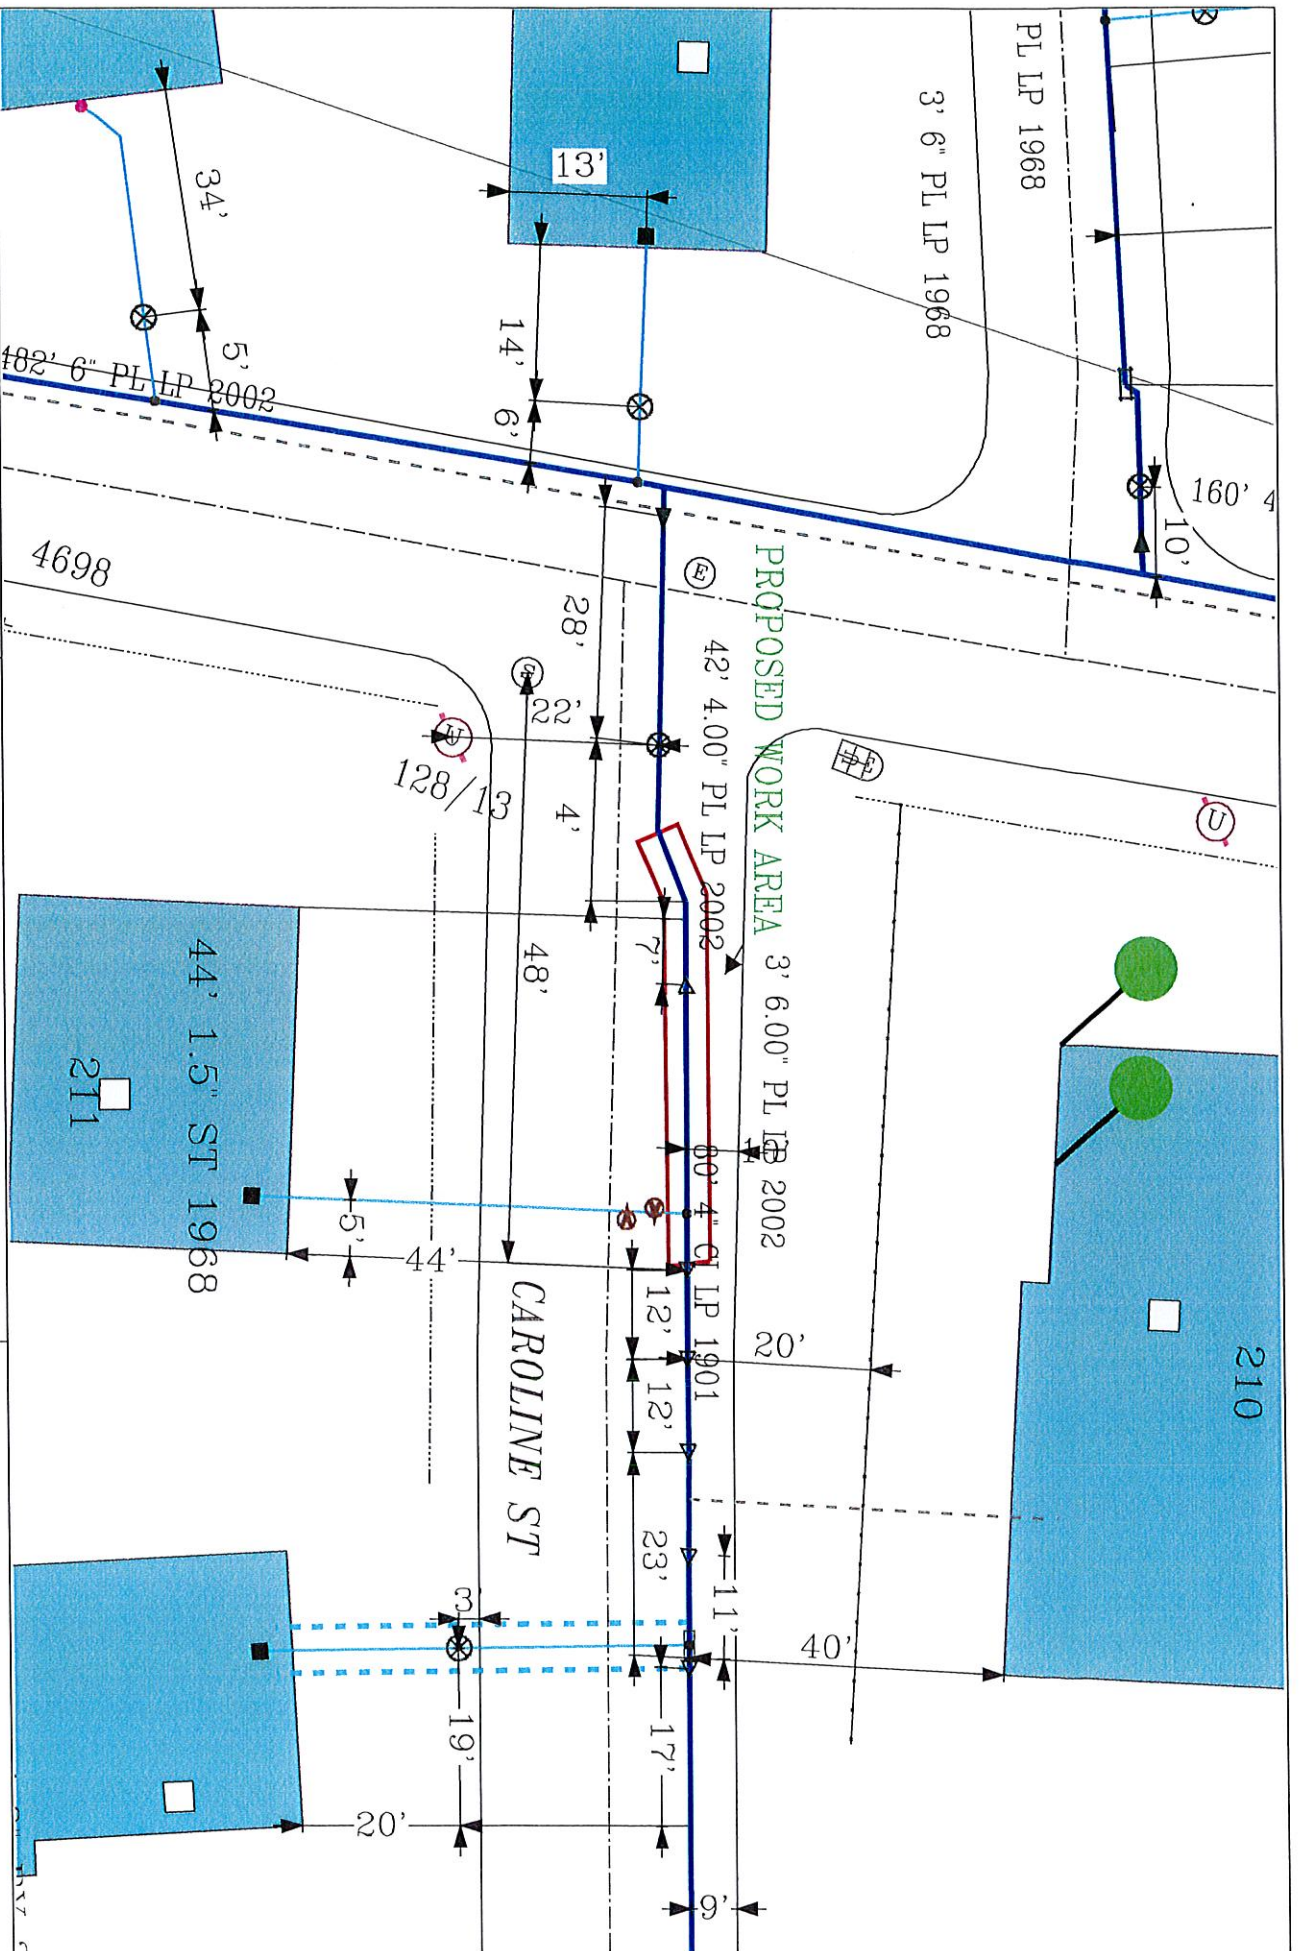 PL LP 1968
3' 6" PL LP 1968
13'
34'
5'
482' 6" PL LP 2002
14'
6'
160' 4
10'
4698
E
PROPOSED WORK AREA
42' 4.00" PL LP 2002
28'
22'
U
128/13
4'
U
48'
7'
3' 6.00" PL LP 2002
44' 1.5" ST 1968
211
80' 4" CI LP 1901
5'
44'
12'
20'
210
12'
CAROLINE ST
23'
11'
3
40'
19'
17'
20'
9'